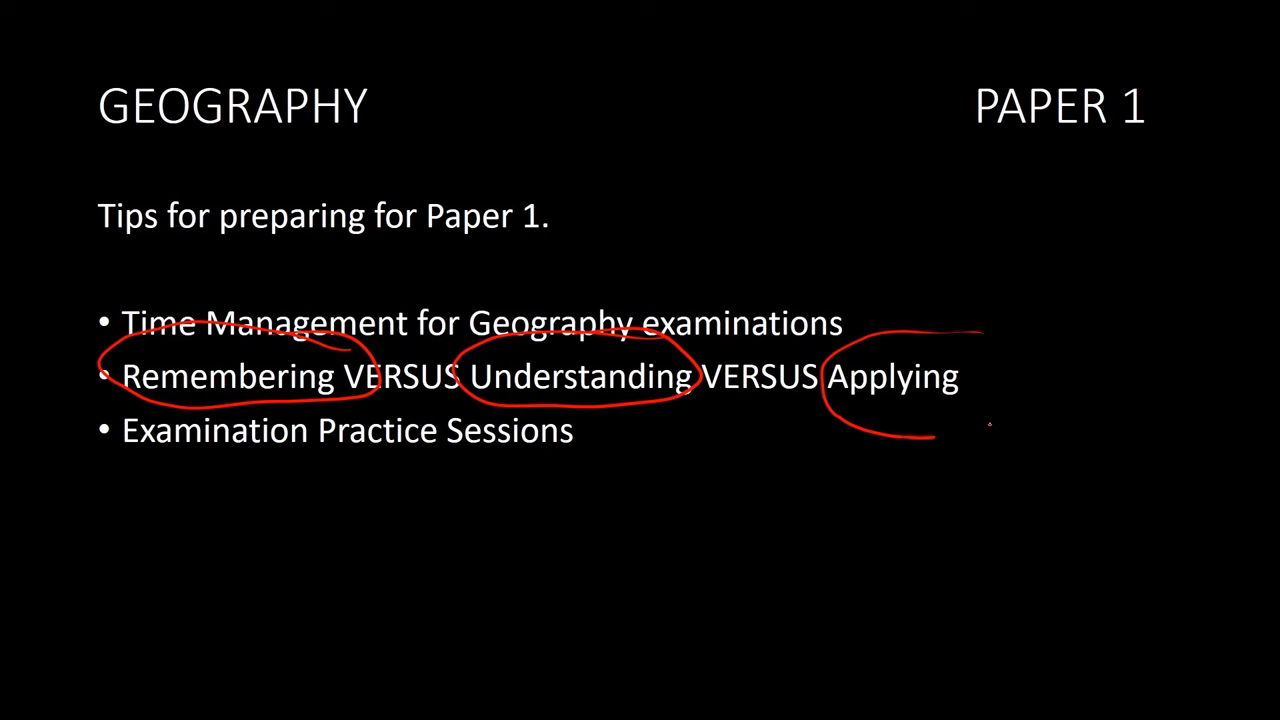 GEOGRAPHY PAPER 1
Tips for preparing for Paper 1.
• Time Management for Geography examinations
• Remembering VERSUS Understanding VERSUS Applying
• Examination Practice Sessions